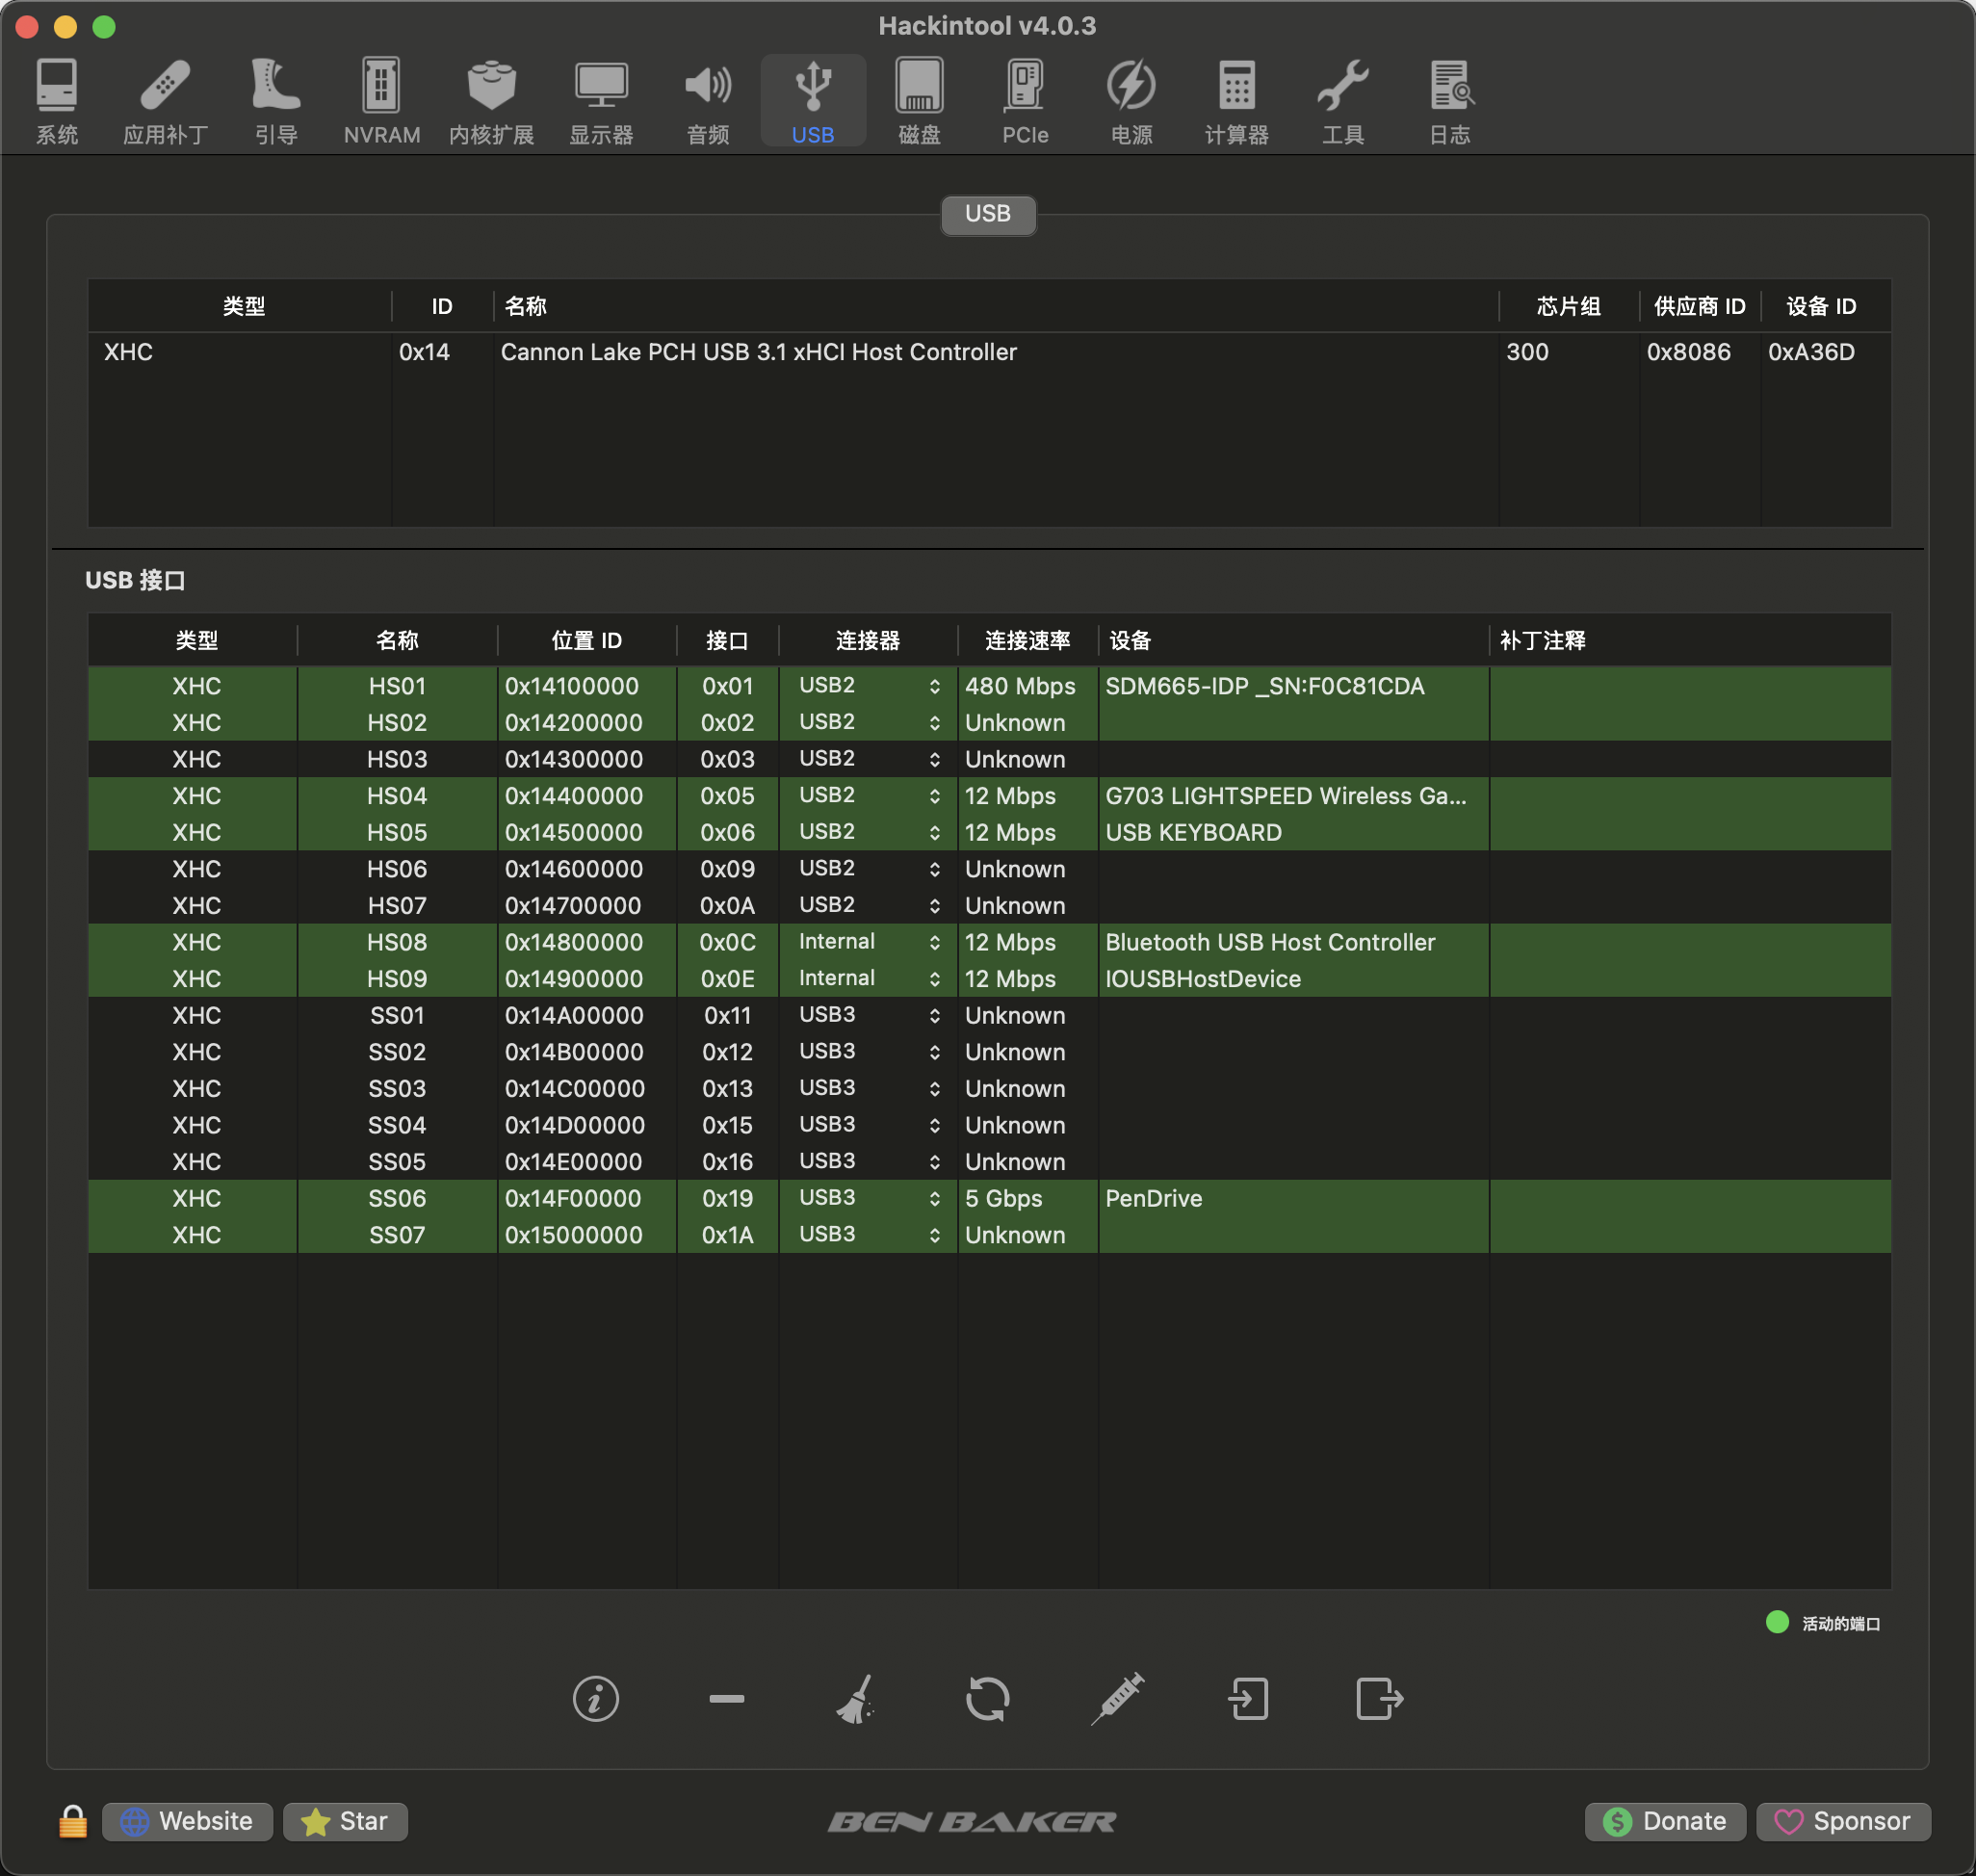 Hackintool v4.0.3
系统 应用补丁 引导 NVRAM 内核扩展 显示器 音频 USB 磁盘 PCIe 电源 计算器 工具 日志
USB
类型 ID 名称 芯片组 供应商 ID 设备 ID
XHC 0x14 Cannon Lake PCH USB 3.1 xHCI Host Controller 300 0x8086 0xA36D
USB 接口
类型 名称 位置 ID 接口 连接器 连接速率 设备 补丁注释
XHC HS01 0x14100000 0x01 USB2 480 Mbps SDM665-IDP _SN:F0C81CDA
XHC HS02 0x14200000 0x02 USB2 Unknown
XHC HS03 0x14300000 0x03 USB2 Unknown
XHC HS04 0x14400000 0x05 USB2 12 Mbps G703 LIGHTSPEED Wireless Ga...
XHC HS05 0x14500000 0x06 USB2 12 Mbps USB KEYBOARD
XHC HS06 0x14600000 0x09 USB2 Unknown
XHC HS07 0x14700000 0x0A USB2 Unknown
XHC HS08 0x14800000 0x0C Internal 12 Mbps Bluetooth USB Host Controller
XHC HS09 0x14900000 0x0E Internal 12 Mbps IOUSBHostDevice
XHC SS01 0x14A00000 0x11 USB3 Unknown
XHC SS02 0x14B00000 0x12 USB3 Unknown
XHC SS03 0x14C00000 0x13 USB3 Unknown
XHC SS04 0x14D00000 0x15 USB3 Unknown
XHC SS05 0x14E00000 0x16 USB3 Unknown
XHC SS06 0x14F00000 0x19 USB3 5 Gbps PenDrive
XHC SS07 0x15000000 0x1A USB3 Unknown
活动的端口
Website Star BEN BAKER Donate Sponsor